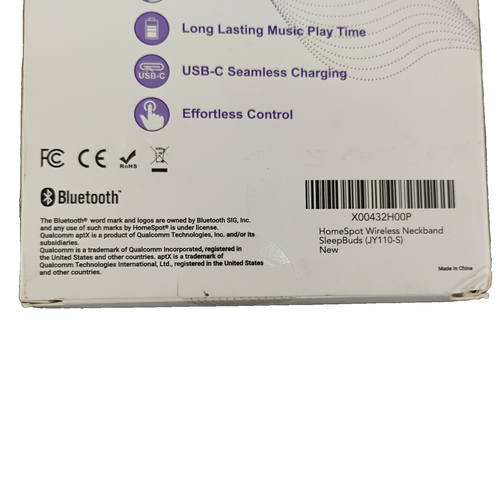 Long Lasting Music Play Time
USB-C
USB-C Seamless Charging
Effortless Control
FC CE RoHS
Bluetooth™
The Bluetooth® word mark and logos are owned by Bluetooth SIG, Inc.
and any use of such marks by HomeSpot® is under license.
Qualcomm aptX is a product of Qualcomm Technologies, Inc. and/or its
subsidiaries.
Qualcomm is a trademark of Qualcomm Incorporated, registered in
the United States and other countries. aptX is a trademark of
Qualcomm Technologies International, Ltd., registered in the United States
and other countries
X00432H00P
HomeSpot Wireless Neckband
SleepBuds (JY110-S)
New
Made in China